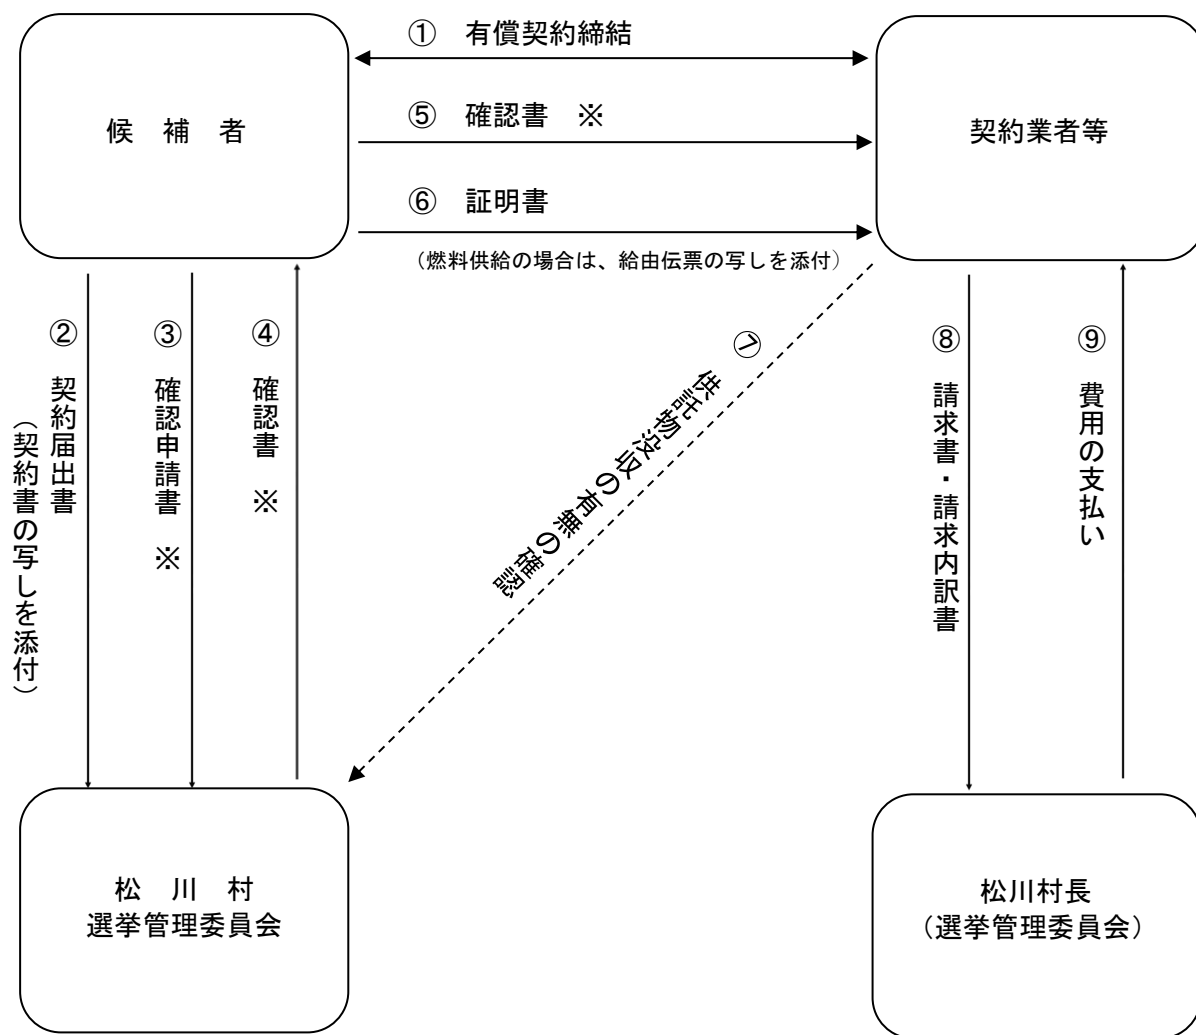 ① 有償契約締結
候 補 者
⑤ 確認書 ※
契約業者等
⑥ 証明書
（燃料供給の場合は、給由伝票の写しを添付）
② 契約届出書
（契約書の写しを添付）
③ 確認申請書 ※
④ 確認書 ※
⑦ 供託物没収の有無の確認
⑧ 請求書・請求内訳書
⑨ 費用の支払い
松 川 村
選挙管理委員会
松川村長
（選挙管理委員会）